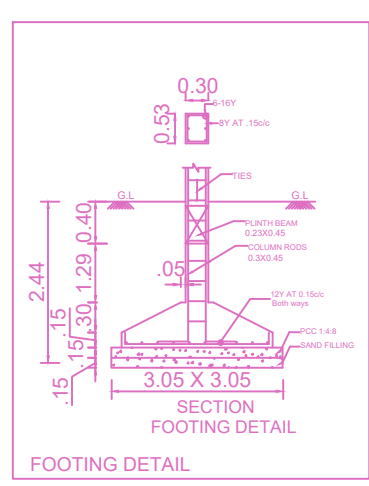 0.30
6-16Y
0.53
8Y AT .15c/c
TIES
G.L
G.L
0.40
PLINTH BEAM
0.23X0.45
COLUMN RODS
0.3X0.45
2.44
1.29
.05
12Y AT 0.15c/c
Both ways
.30
.15
.15
.15
PCC 1:4:8
SAND FILLING
3.05 X 3.05
SECTION
FOOTING DETAIL
FOOTING DETAIL